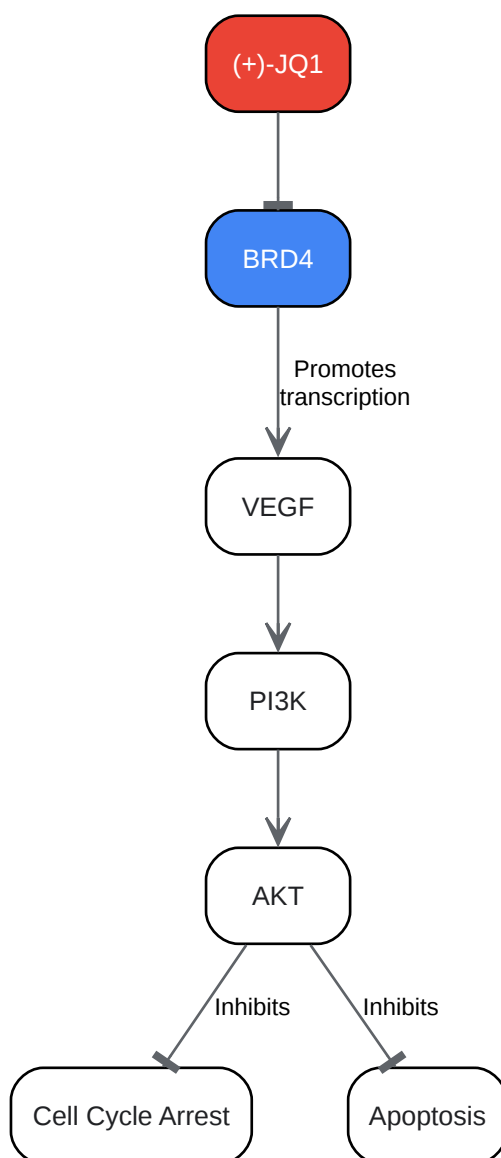 (+)-JQ1
BRD4
Promotes
transcription
VEGF
PI3K
AKT
Inhibits
Inhibits
Cell Cycle Arrest
Apoptosis